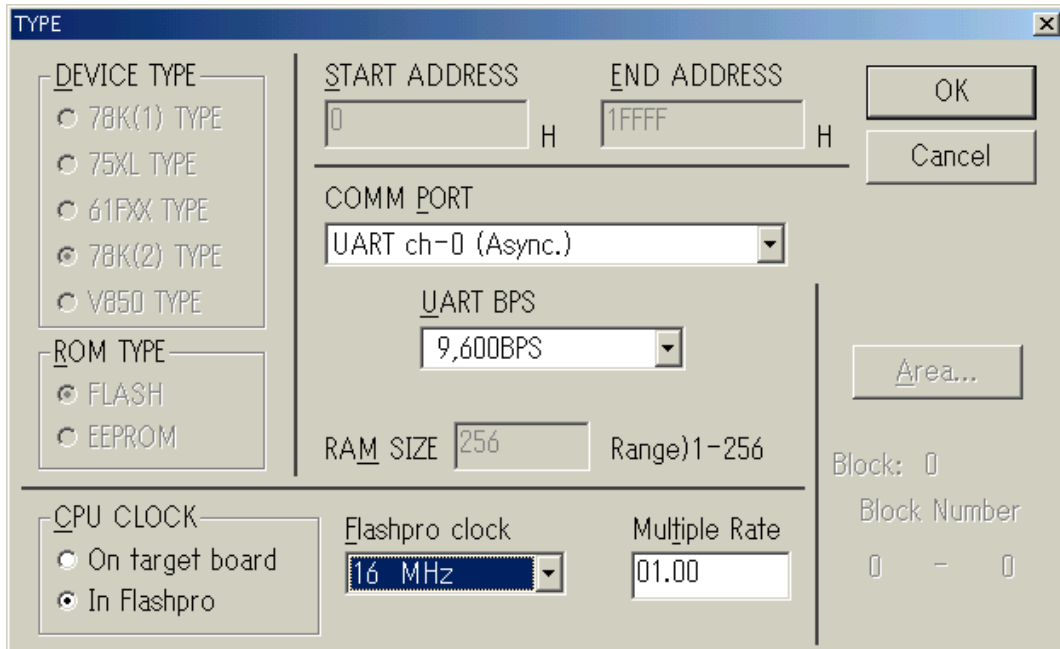 TYPE
DEVICE TYPE
78K(1) TYPE
75XL TYPE
61FXX TYPE
78K(2) TYPE
V850 TYPE
ROM TYPE
FLASH
EEPROM
START ADDRESS
0 H
END ADDRESS
1FFFF H
COMM PORT
UART ch-0 (Async.)
UART BPS
9,600BPS
RAM SIZE 256 Range)1-256
OK
Cancel
Area...
Block: 0
Block Number
0 - 0
CPU CLOCK
On target board
In Flashpro
Flashpro clock
16 MHz
Multiple Rate
01.00